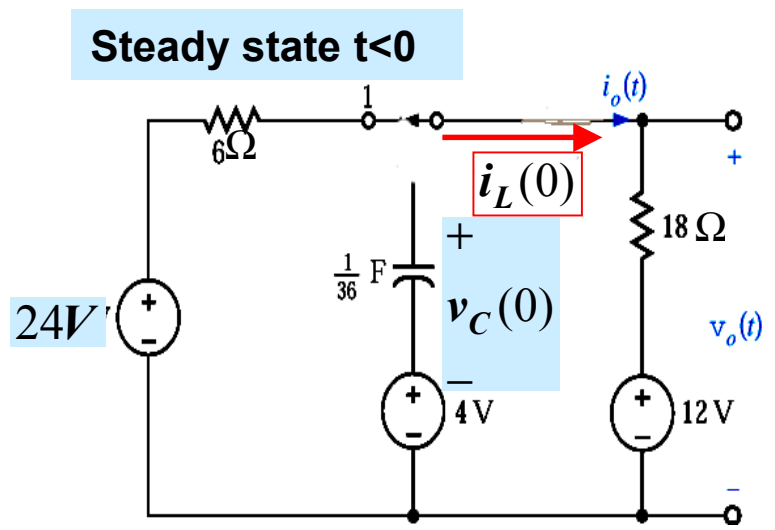 Steady state t<0
1
i_o(t)
6Ω
i_L(0)
+
+
18 Ω
1/36 F
v_C(0)
24V
+
−
v_o(t)
−
+
−
4 V
+
−
12 V
−